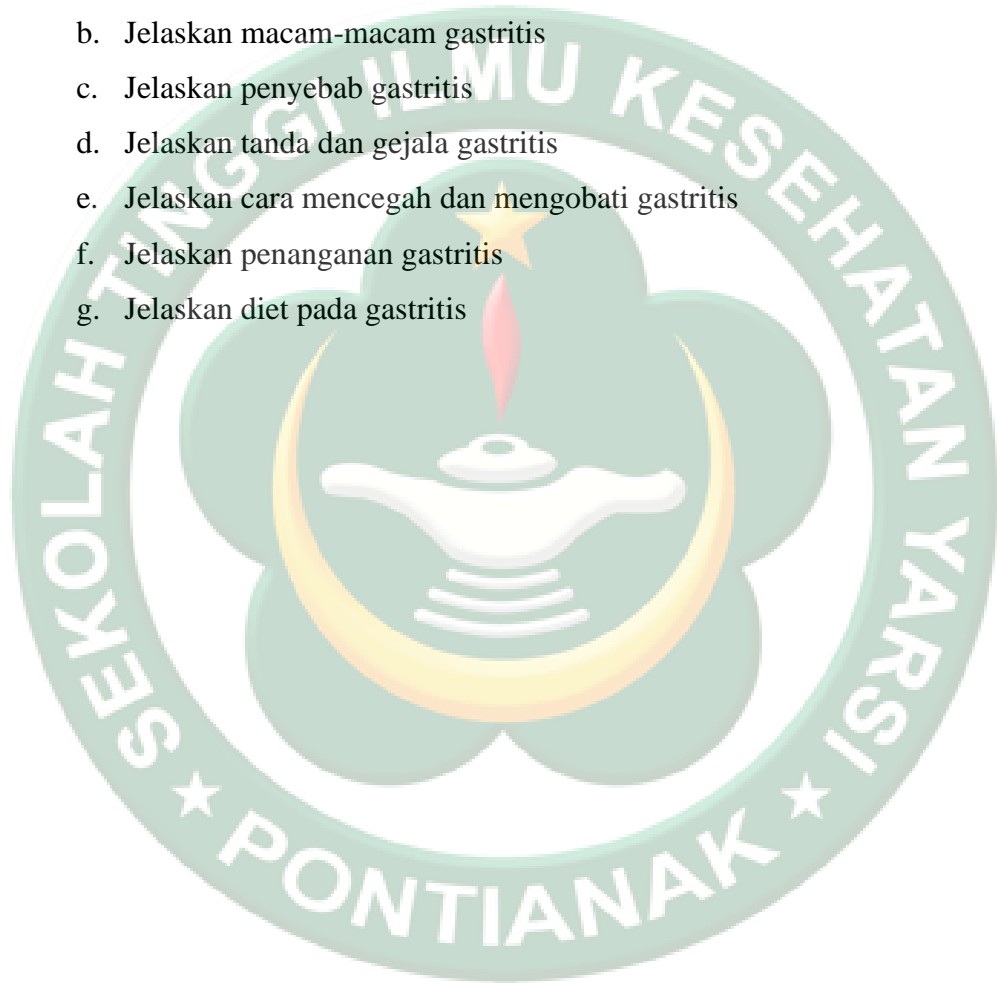 b. Jelaskan macam-macam gastritis
c. Jelaskan penyebab gastritis
d. Jelaskan tanda dan gejala gastritis
e. Jelaskan cara mencegah dan mengobati gastritis
f. Jelaskan penanganan gastritis
g. Jelaskan diet pada gastritis
SEKOLAH TINGGI ILMU KESEHATAN YARSI
PONTIANAK